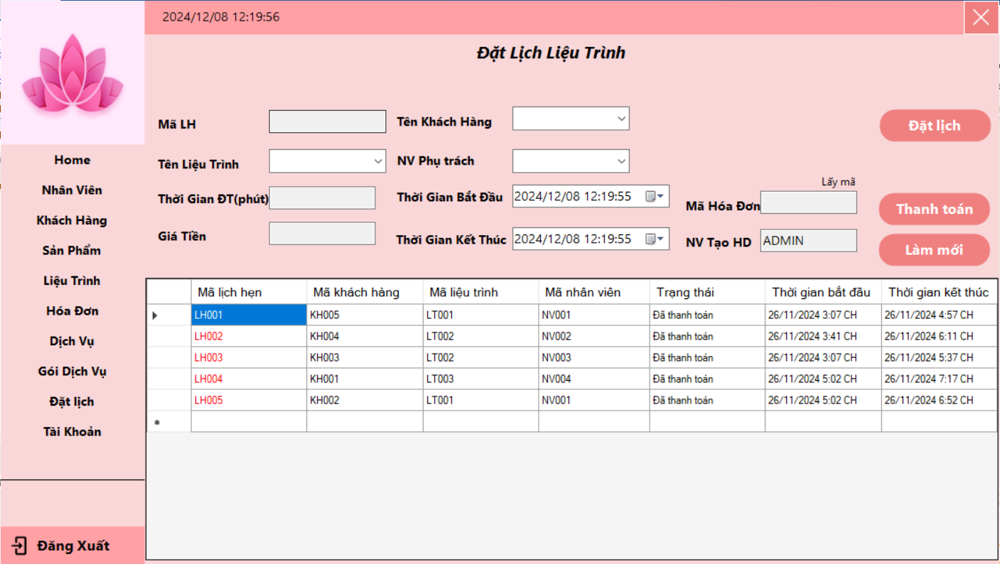 2024/12/08 12:19:56
Đặt Lịch Liệu Trình
Home
Nhân Viên
Khách Hàng
Sản Phẩm
Liệu Trình
Hóa Đơn
Dịch Vụ
Gói Dịch Vụ
Đặt lịch
Tài Khoản
Đăng Xuất
Mã LH Tên Khách Hàng Đặt lịch
Tên Liệu Trình NV Phụ trách
Lấy mã
Thời Gian ĐT(phút) Thời Gian Bắt Đầu 2024/12/08 12:19:55 Mã Hóa Đơn Thanh toán
Giá Tiền Thời Gian Kết Thúc 2024/12/08 12:19:55 NV Tạo HD ADMIN Làm mới
Mã lịch hẹn Mã khách hàng Mã liệu trình Mã nhân viên Trạng thái Thời gian bắt đầu Thời gian kết thúc
LH001 KH005 LT001 NV001 Đã thanh toán 26/11/2024 3:07 CH 26/11/2024 4:57 CH
LH002 KH004 LT002 NV002 Đã thanh toán 26/11/2024 3:41 CH 26/11/2024 6:11 CH
LH003 KH003 LT002 NV003 Đã thanh toán 26/11/2024 3:07 CH 26/11/2024 5:37 CH
LH004 KH001 LT003 NV004 Đã thanh toán 26/11/2024 5:02 CH 26/11/2024 7:17 CH
LH005 KH002 LT001 NV001 Đã thanh toán 26/11/2024 5:02 CH 26/11/2024 6:52 CH